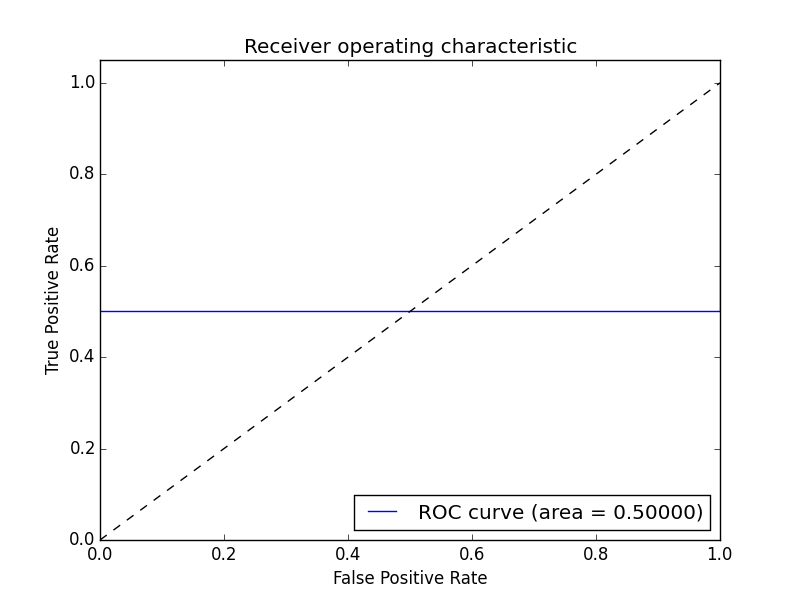 Receiver operating characteristic
1.0
0.8
0.6
0.4
0.2
0.0
True Positive Rate
0.0 0.2 0.4 0.6 0.8 1.0
False Positive Rate
ROC curve (area = 0.50000)